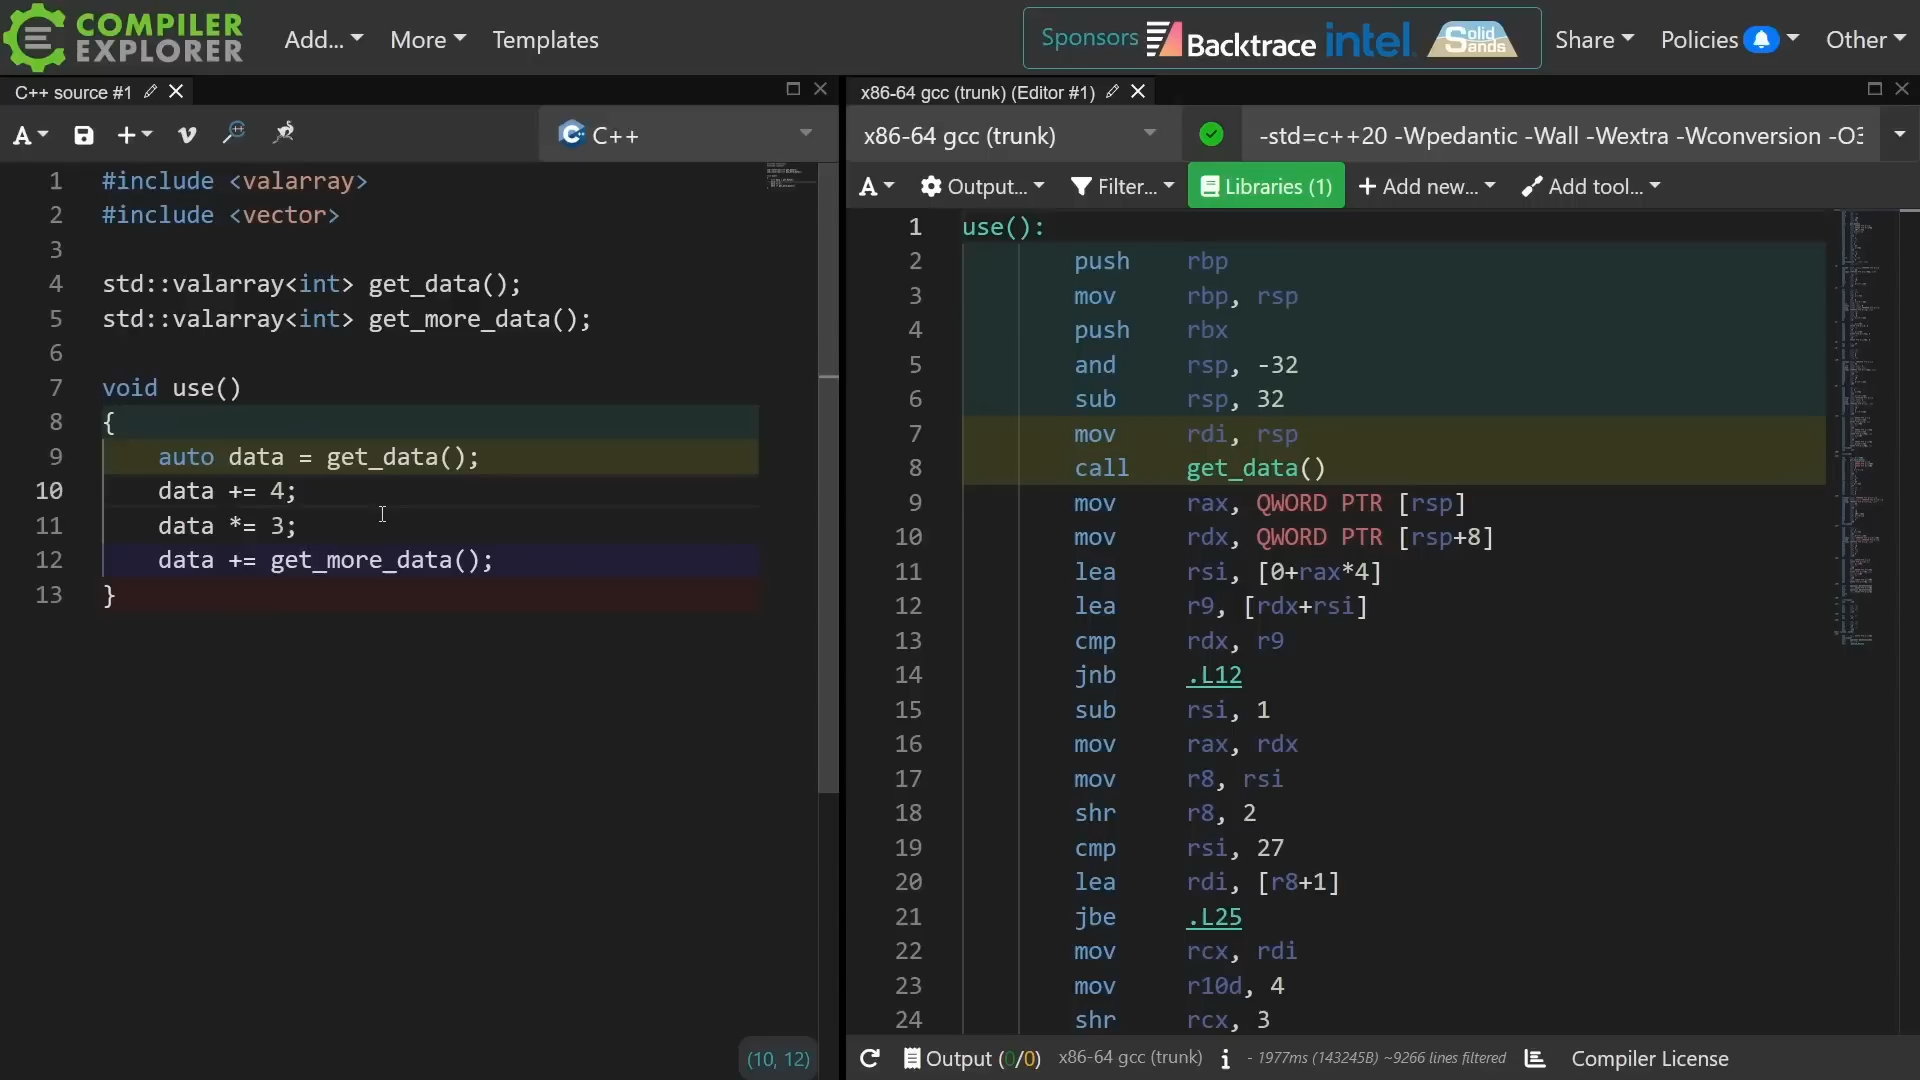 COMPILER
EXPLORER
Add...
More
Templates
Sponsors
Backtrace
intel
Solid
Sands
Share
Policies
Other
C++ source #1
A
C++
1 #include <valarray>
2 #include <vector>
3
4 std::valarray<int> get_data();
5 std::valarray<int> get_more_data();
6
7 void use()
8 {
9 auto data = get_data();
10 data += 4;
11 data *= 3;
12 data += get_more_data();
13 }
(10, 12)
x86-64 gcc (trunk) (Editor #1)
x86-64 gcc (trunk)
-std=c++20 -Wpedantic -Wall -Wextra -Wconversion -O3
A
Output...
Filter...
Libraries (1)
Add new...
Add tool...
1 use():
2 push rbp
3 mov rbp, rsp
4 push rbx
5 and rsp, -32
6 sub rsp, 32
7 mov rdi, rsp
8 call get_data()
9 mov rax, QWORD PTR [rsp]
10 mov rdx, QWORD PTR [rsp+8]
11 lea rsi, [0+rax*4]
12 lea r9, [rdx+rsi]
13 cmp rdx, r9
14 jnb .L12
15 sub rsi, 1
16 mov rax, rdx
17 mov r8, rsi
18 shr r8, 2
19 cmp rsi, 27
20 lea rdi, [r8+1]
21 jbe .L25
22 mov rcx, rdi
23 mov r10d, 4
24 shr rcx, 3
Output (0/0) x86-64 gcc (trunk) i - 1977ms (143245B) ~9266 lines filtered Compiler License